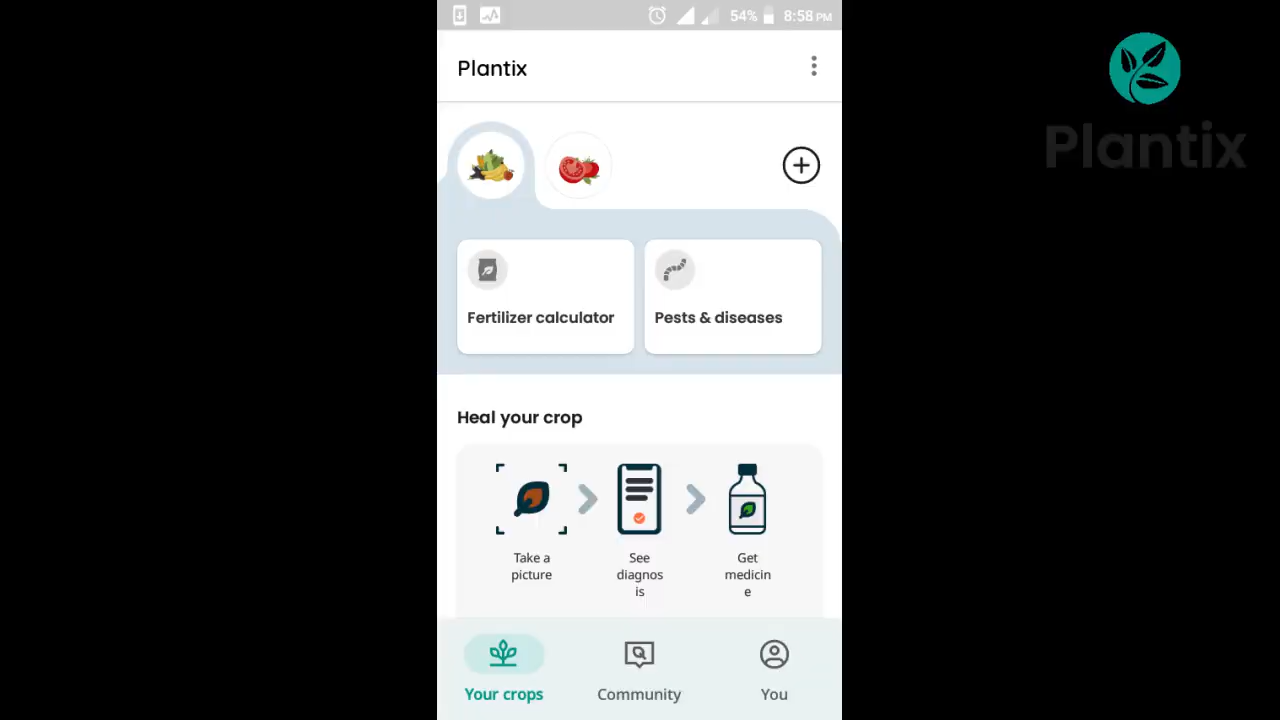 54% 8:58 PM
Plantix
Plantix
Fertilizer calculator
Pests & diseases
Heal your crop
Take a
picture
See
diagnos
is
Get
medicin
e
Your crops
Community
You